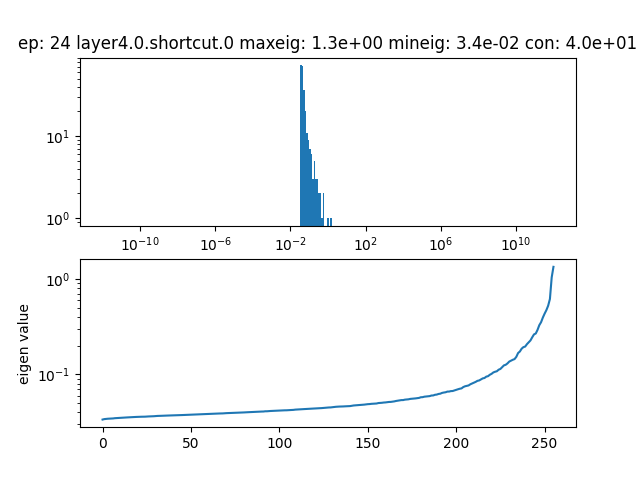 ep: 24 layer4.0.shortcut.0 maxeig: 1.3e+00 mineig: 3.4e-02 con: 4.0e+01
10¹
10⁰
10⁻¹⁰ 10⁻⁶ 10⁻² 10² 10⁶ 10¹⁰
eigen value
10⁰
10⁻¹
0 50 100 150 200 250